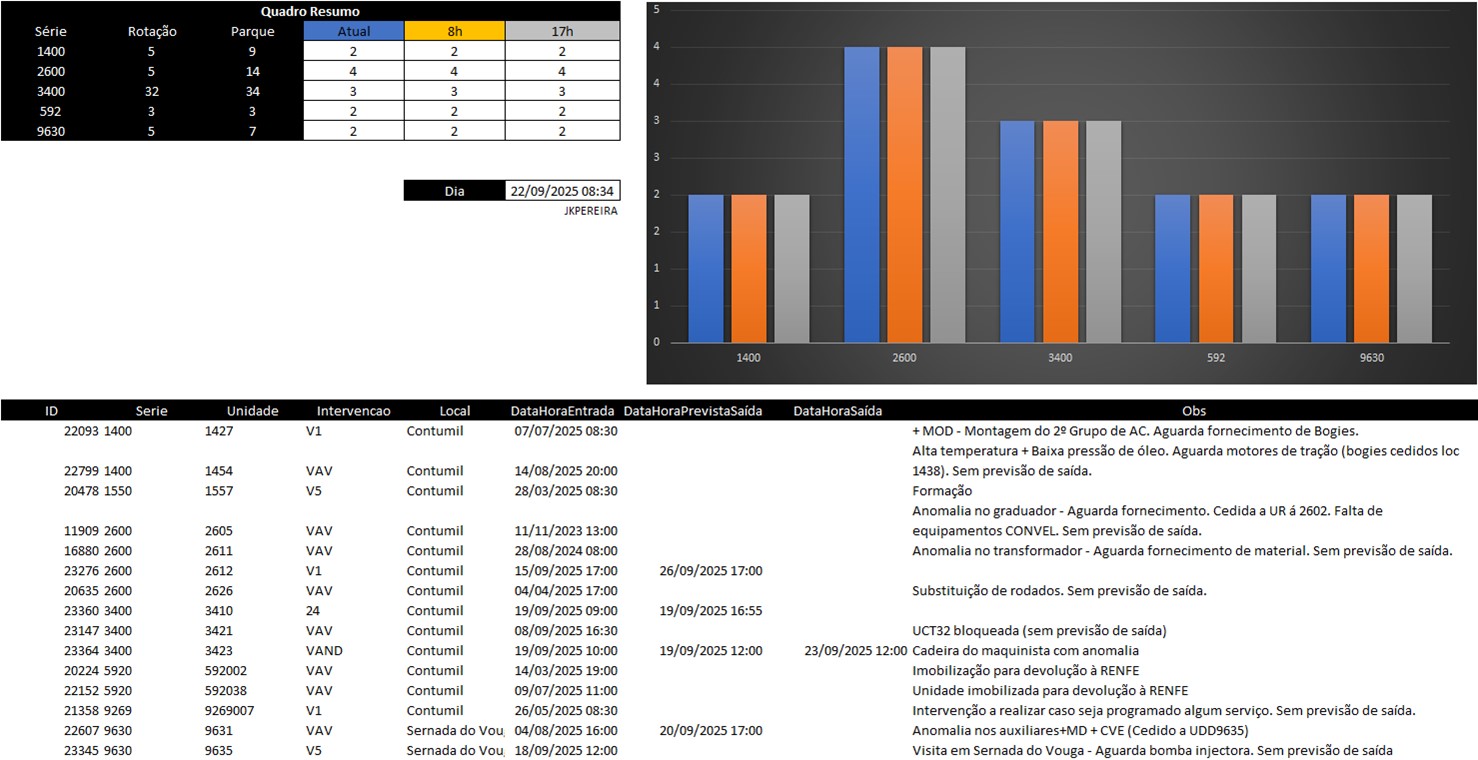 Quadro Resumo
Série Rotação Parque Atual 8h 17h
1400 5 9 2 2 2
2600 5 14 4 4 4
3400 32 34 3 3 3
592 3 3 2 2 2
9630 5 7 2 2 2
Dia 22/09/2025 08:34
JKPEREIRA
5
4
4
3
3
2
2
1
1
0
1400 2600 3400 592 9630
ID Serie Unidade Intervencao Local DataHoraEntrada DataHoraPrevistaSaída DataHoraSaída Obs
22093 1400 1427 V1 Contumil 07/07/2025 08:30 + MOD - Montagem do 2º Grupo de AC. Aguarda fornecimento de Bogies.
Alta temperatura + Baixa pressão de óleo. Aguarda motores de tração (bogies cedidos loc
22799 1400 1454 VAV Contumil 14/08/2025 20:00 1438). Sem previsão de saída.
20478 1550 1557 V5 Contumil 28/03/2025 08:30 Formação
Anomalia no graduador - Aguarda fornecimento. Cedida a UR á 2602. Falta de
11909 2600 2605 VAV Contumil 11/11/2023 13:00 equipamentos CONVEL. Sem previsão de saída.
16880 2600 2611 VAV Contumil 28/08/2024 08:00 Anomalia no transformador - Aguarda fornecimento de material. Sem previsão de saída.
23276 2600 2612 V1 Contumil 15/09/2025 17:00 26/09/2025 17:00
20635 2600 2626 VAV Contumil 04/04/2025 17:00 Substituição de rodados. Sem previsão de saída.
23360 3400 3410 24 Contumil 19/09/2025 09:00 19/09/2025 16:55
23147 3400 3421 VAV Contumil 08/09/2025 16:30 UCT32 bloqueada (sem previsão de saída)
23364 3400 3423 VAND Contumil 19/09/2025 10:00 19/09/2025 12:00 23/09/2025 12:00 Cadeira do maquinista com anomalia
20224 5920 592002 VAV Contumil 14/03/2025 19:00 Imobilização para devolução à RENFE
22152 5920 592038 VAV Contumil 09/07/2025 11:00 Unidade imobilizada para devolução à RENFE
21358 9269 9269007 V1 Contumil 26/05/2025 08:30 Intervenção a realizar caso seja programado algum serviço. Sem previsão de saída.
22607 9630 9631 VAV Sernada do Vou 04/08/2025 16:00 20/09/2025 17:00 Anomalia nos auxiliares+MD + CVE (Cedido a UDD9635)
23345 9630 9635 V5 Sernada do Vou 18/09/2025 12:00 Visita em Sernada do Vouga - Aguarda bomba injectora. Sem previsão de saída